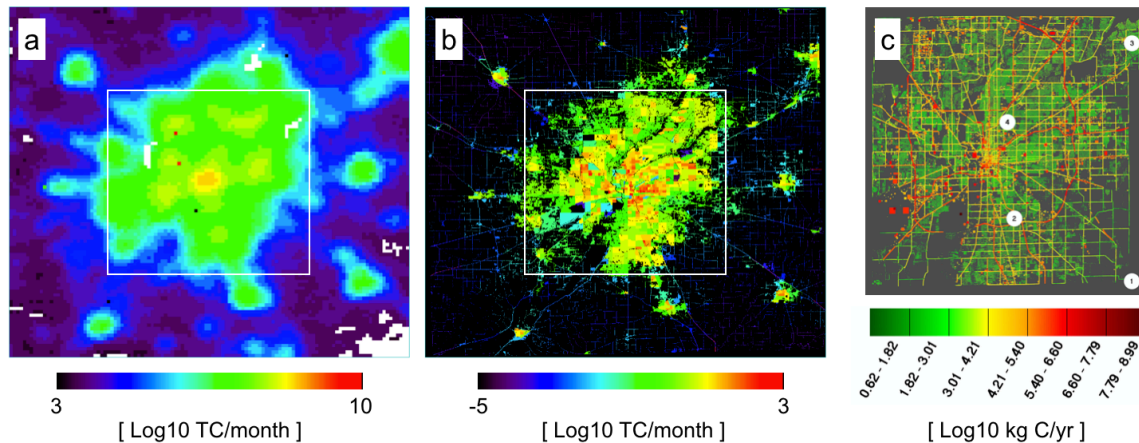 a
b
c
3
4
2
1
3
10
-5
3
0.62 - 1.82
1.82 - 3.01
3.01 - 4.21
4.21 - 5.40
5.40 - 6.60
6.60 - 7.79
7.79 - 8.99
[ Log10 TC/month ]
[ Log10 TC/month ]
[ Log10 kg C/yr ]